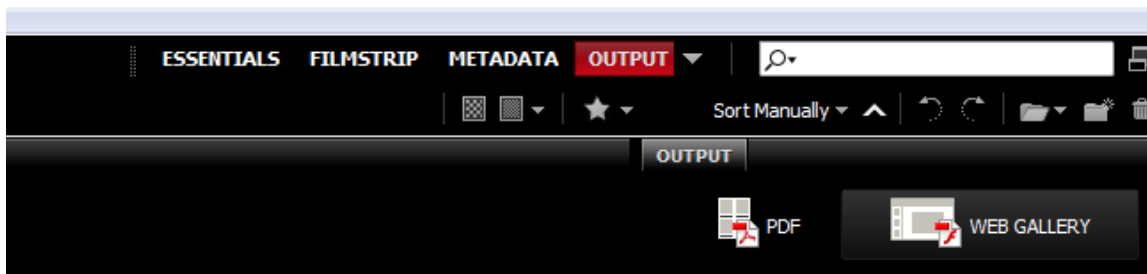 ESSENTIALS FILMSTRIP METADATA OUTPUT
Sort Manually
OUTPUT
PDF WEB GALLERY